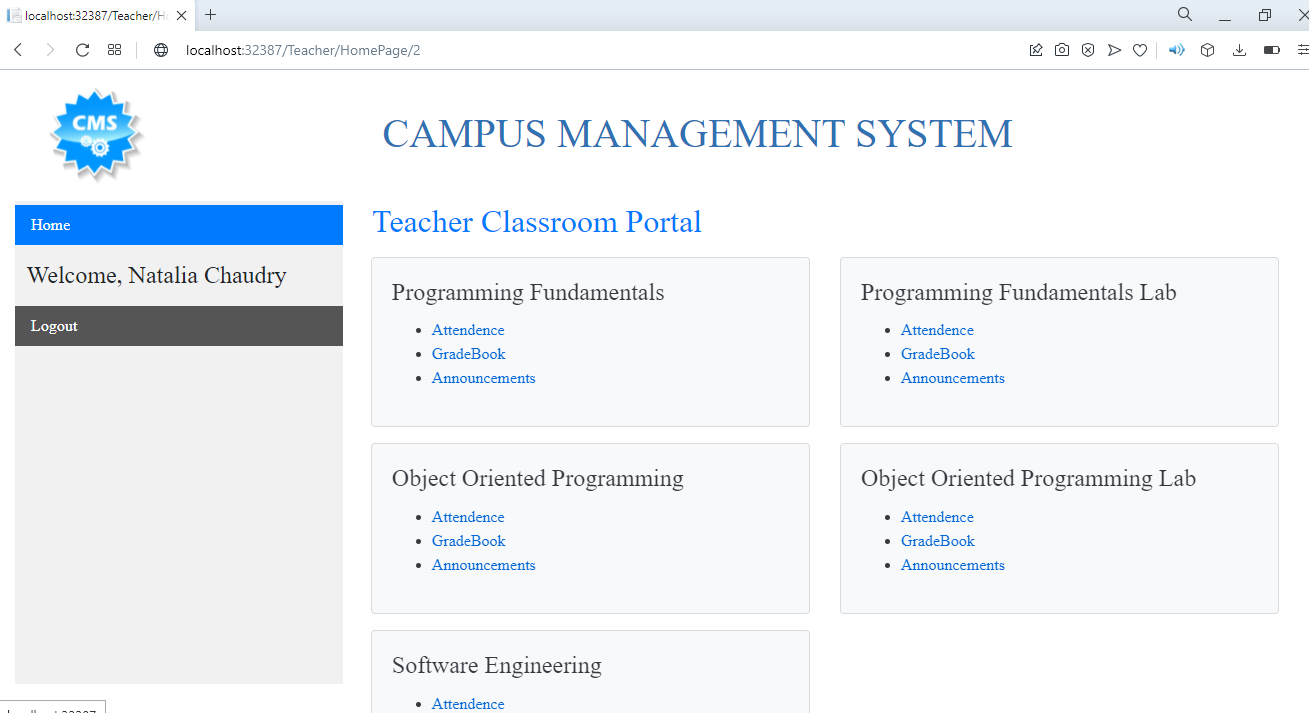 localhost:32387/Teacher/H
localhost:32387/Teacher/HomePage/2
CMS
CAMPUS MANAGEMENT SYSTEM
Home
Welcome, Natalia Chaudry
Logout
Teacher Classroom Portal
Programming Fundamentals
Attendence
GradeBook
Announcements
Programming Fundamentals Lab
Attendence
GradeBook
Announcements
Object Oriented Programming
Attendence
GradeBook
Announcements
Object Oriented Programming Lab
Attendence
GradeBook
Announcements
Software Engineering
Attendence